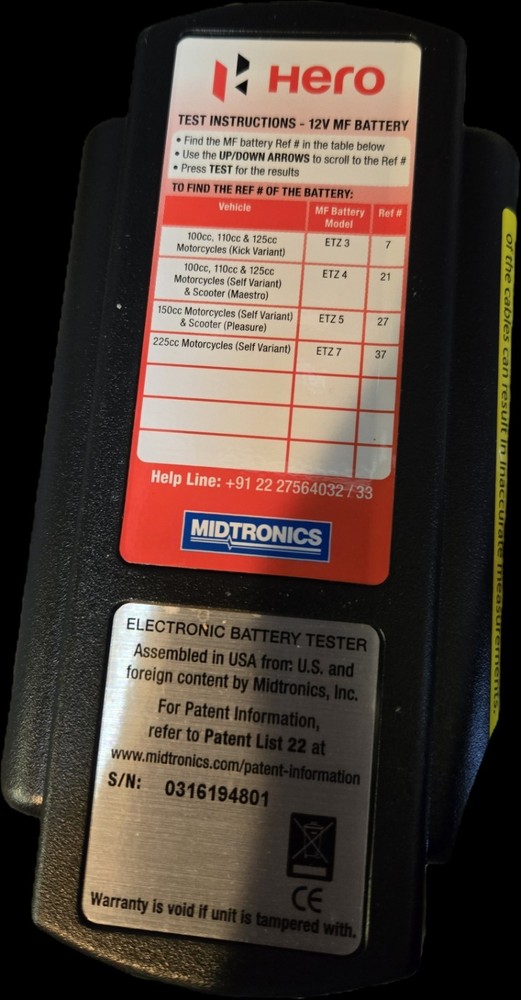 Hero
TEST INSTRUCTIONS - 12V MF BATTERY
• Find the MF battery Ref # in the table below
• Use the UP/DOWN ARROWS to scroll to the Ref #
• Press TEST for the results
TO FIND THE REF # OF THE BATTERY:
Vehicle MF Battery Model Ref #
100cc, 110cc & 125cc
Motorcycles (Kick Variant) ETZ 3 7
100cc, 110cc & 125cc
Motorcycles (Self Variant)
& Scooter (Maestro) ETZ 4 21
150cc Motorcycles (Self Variant)
& Scooter (Pleasure) ETZ 5 27
225cc Motorcycles (Self Variant) ETZ 7 37
Help Line: +91 22 27564032 / 33
MIDTRONICS
ELECTRONIC BATTERY TESTER
Assembled in USA from U.S. and
foreign content by Midtronics, Inc.
For Patent Information,
refer to Patent List 22 at
www.midtronics.com/patent-information
S/N: 0316194801
CE
Warranty is void if unit is tampered with.
of the cables can result in inaccurate measurements.